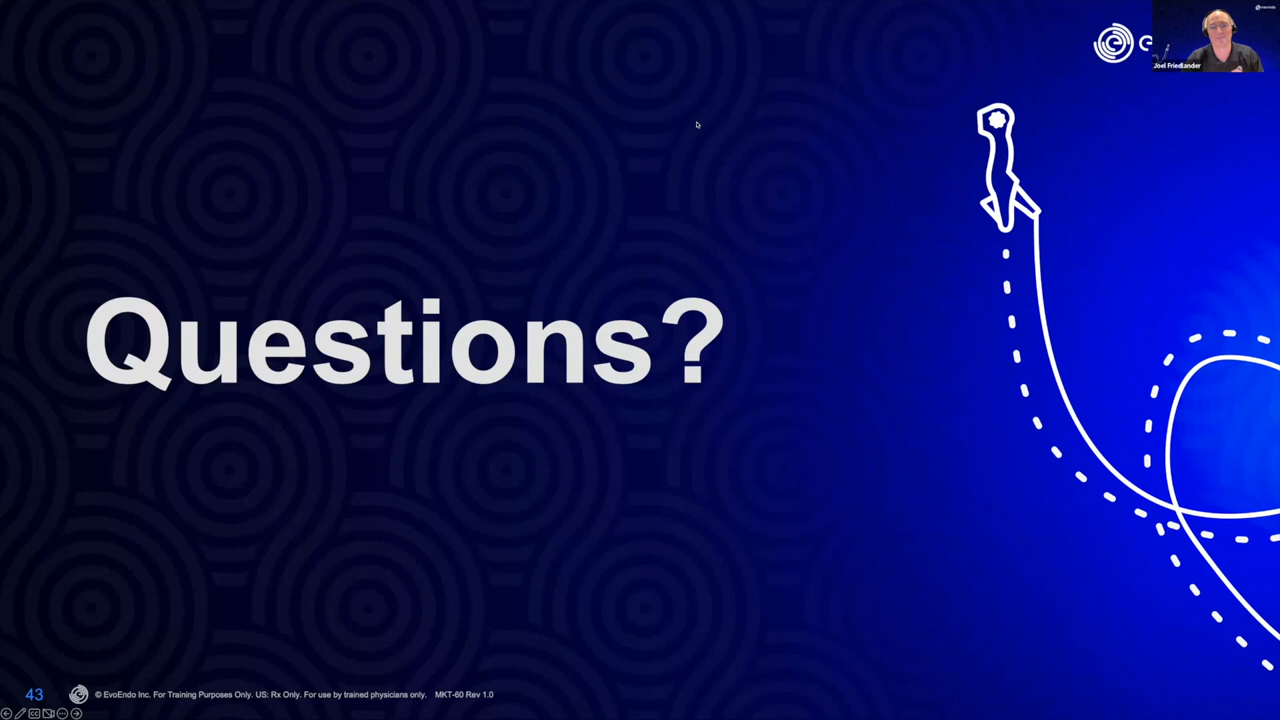 e
Joel Friedlander
Questions?
43
© EvoEndo Inc. For Training Purposes Only. US: Rx Only. For use by trained physicians only. MKT-60 Rev 1.0